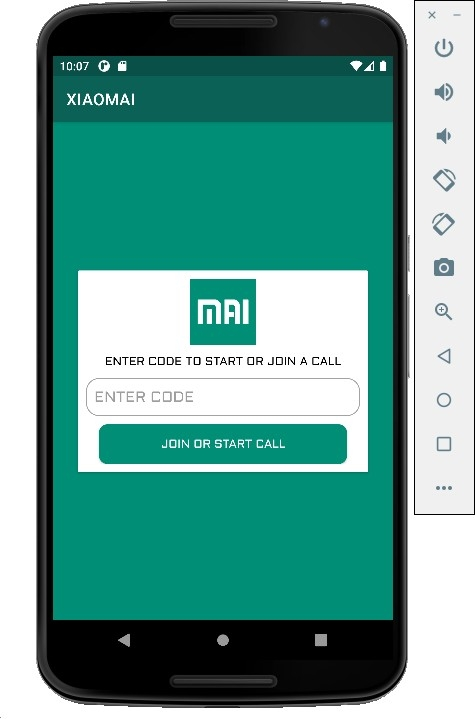 10:07
XIAOMAI
MAI
ENTER CODE TO START OR JOIN A CALL
ENTER CODE
JOIN OR START CALL